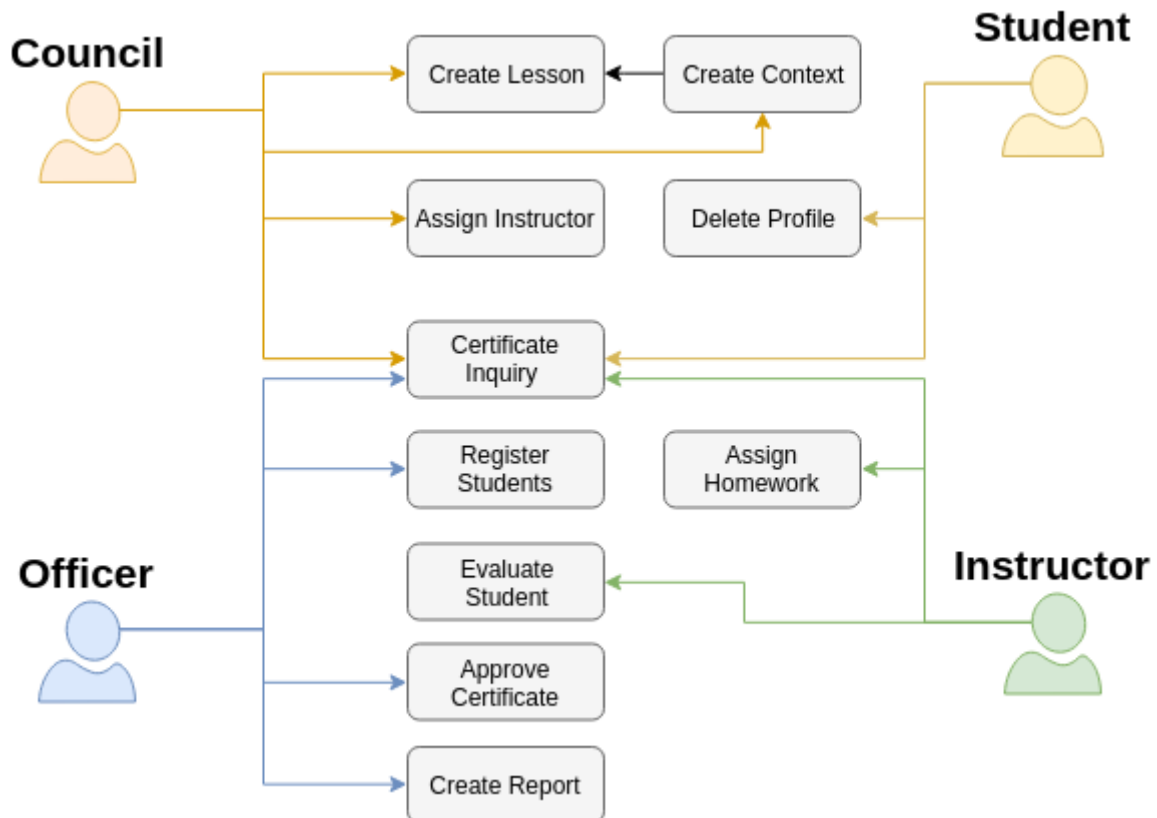 Council
Student
Create Lesson
Create Context
Assign Instructor
Delete Profile
Certificate
Inquiry
Register
Students
Assign
Homework
Officer
Evaluate
Student
Instructor
Approve
Certificate
Create Report